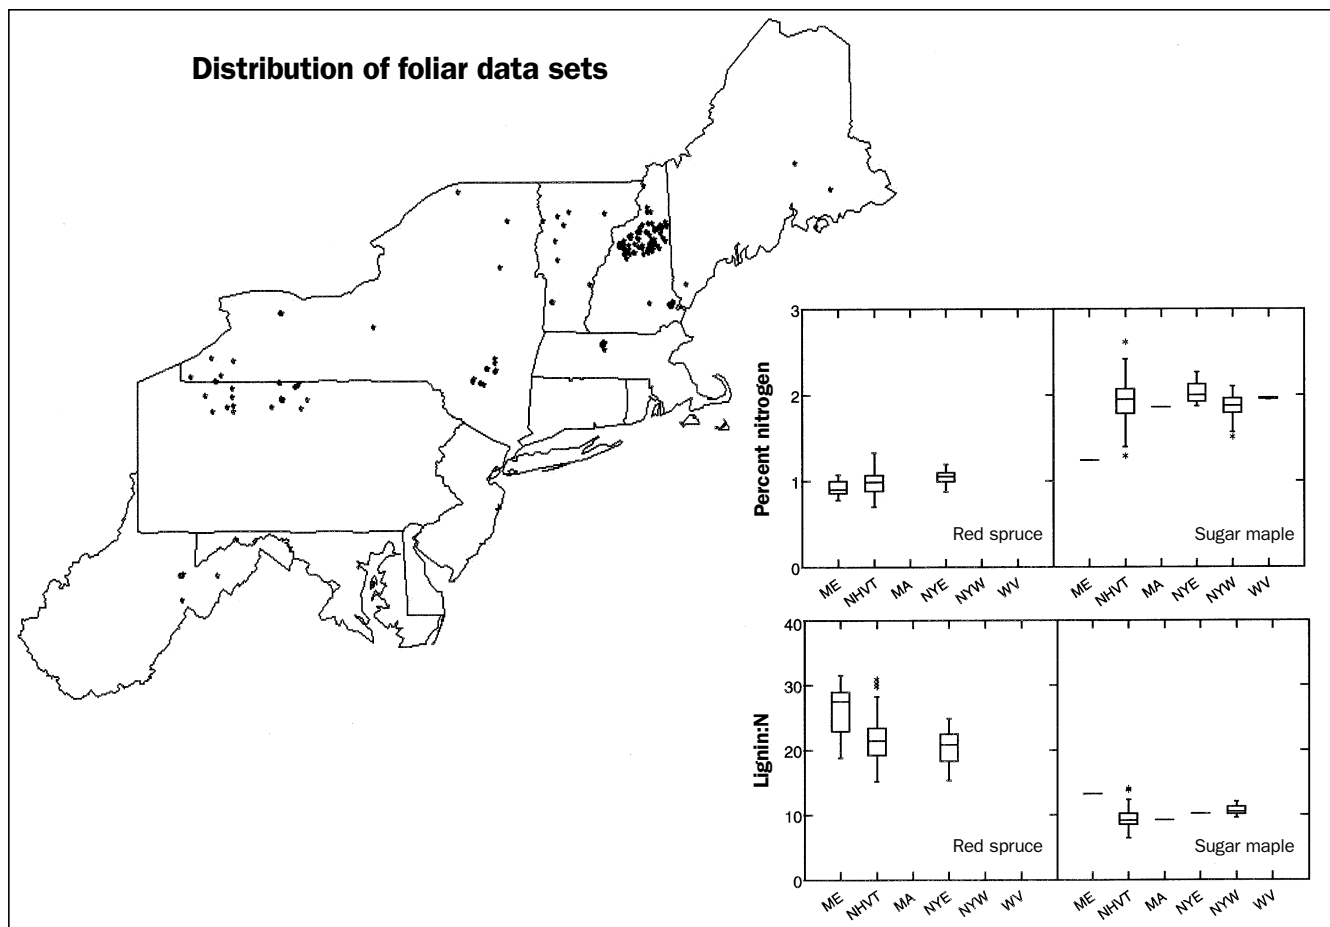 Distribution of foliar data sets
Percent nitrogen
3
2
1
0
Red spruce
Sugar maple
ME
NHVT
MA
NYE
NYW
WV
ME
NHVT
MA
NYE
NYW
WV
Lignin:N
40
30
20
10
0
Red spruce
Sugar maple
ME
NHVT
MA
NYE
NYW
WV
ME
NHVT
MA
NYE
NYW
WV